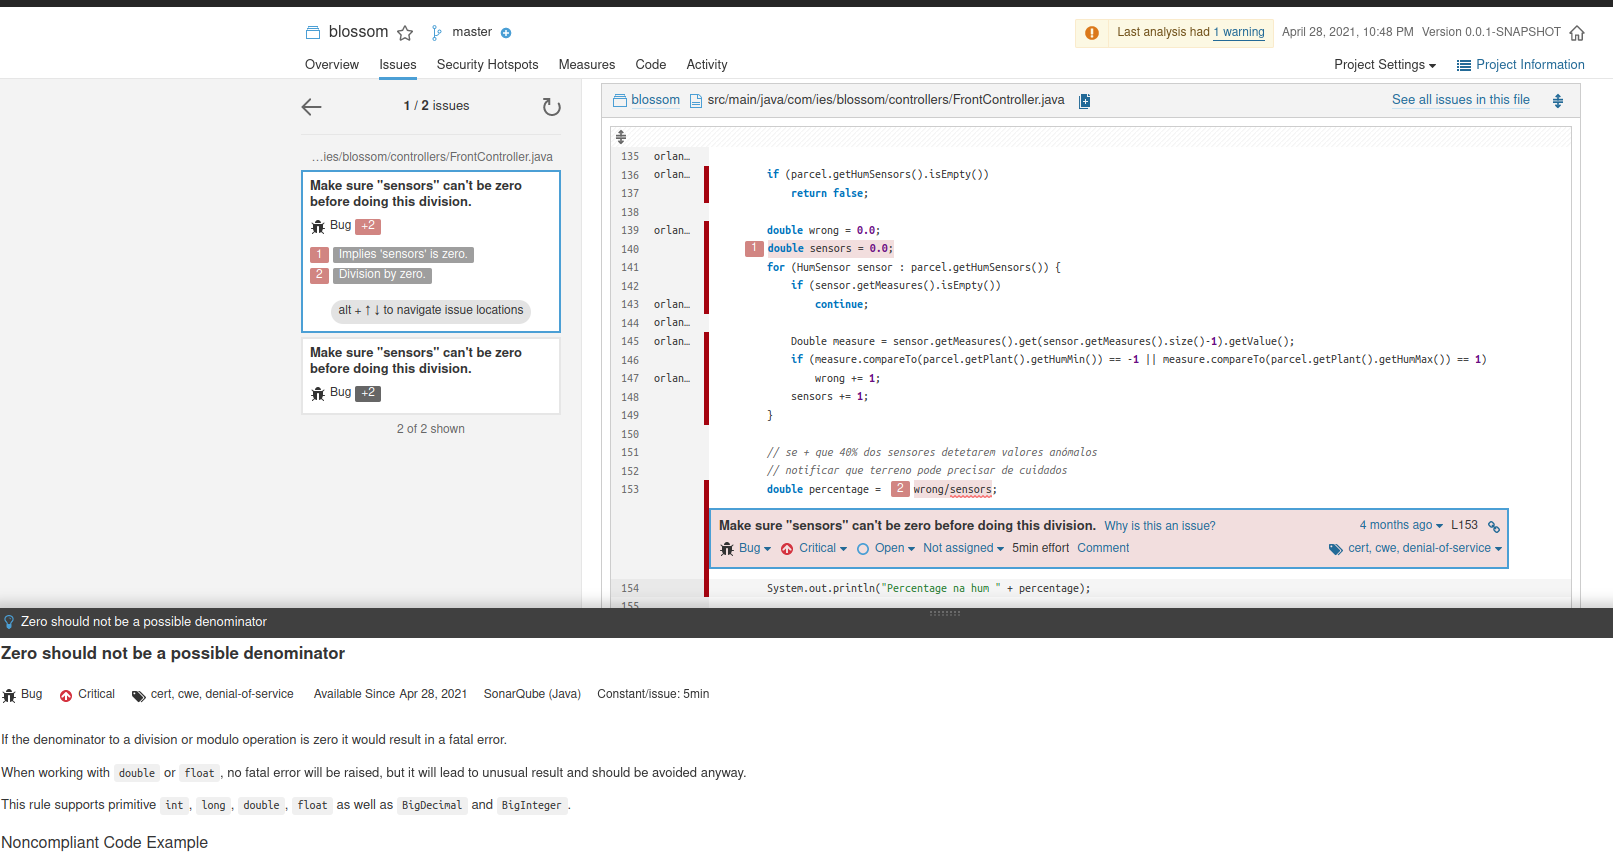 blossom master
Last analysis had 1 warning April 28, 2021, 10:48 PM Version 0.0.1-SNAPSHOT
Overview Issues Security Hotspots Measures Code Activity
Project Settings Project Information
1 / 2 issues
…ies/blossom/controllers/FrontController.java
Make sure "sensors" can't be zero
before doing this division.
Bug +2
1 Implies 'sensors' is zero.
2 Division by zero.
alt + ↑ ↓ to navigate issue locations
Make sure "sensors" can't be zero
before doing this division.
Bug +2
2 of 2 shown
blossom src/main/java/com/ies/blossom/controllers/FrontController.java See all issues in this file
135 orlan…
136 orlan… if (parcel.getHumSensors().isEmpty())
137 return false;
138
139 orlan… double wrong = 0.0;
140 1 double sensors = 0.0;
141 for (HumSensor sensor : parcel.getHumSensors()) {
142 if (sensor.getMeasures().isEmpty())
143 orlan… continue;
144 orlan…
145 orlan… Double measure = sensor.getMeasures().get(sensor.getMeasures().size()-1).getValue();
146 if (measure.compareTo(parcel.getPlant().getHumMin()) == -1 || measure.compareTo(parcel.getPlant().getHumMax()) == 1)
147 orlan… wrong += 1;
148 sensors += 1;
149 }
150
151 // se + que 40% dos sensores detetarem valores anómalos
152 // notificar que terreno pode precisar de cuidados
153 double percentage = 2 wrong/sensors;
Make sure "sensors" can't be zero before doing this division. Why is this an issue? 4 months ago L153
Bug Critical Open Not assigned 5min effort Comment cert, cwe, denial-of-service
154 System.out.println("Percentage na hum " + percentage);
155
Zero should not be a possible denominator
Zero should not be a possible denominator
Bug Critical cert, cwe, denial-of-service Available Since Apr 28, 2021 SonarQube (Java) Constant/issue: 5min
If the denominator to a division or modulo operation is zero it would result in a fatal error.
When working with double or float , no fatal error will be raised, but it will lead to unusual result and should be avoided anyway.
This rule supports primitive int , long , double , float as well as BigDecimal and BigInteger .
Noncompliant Code Example